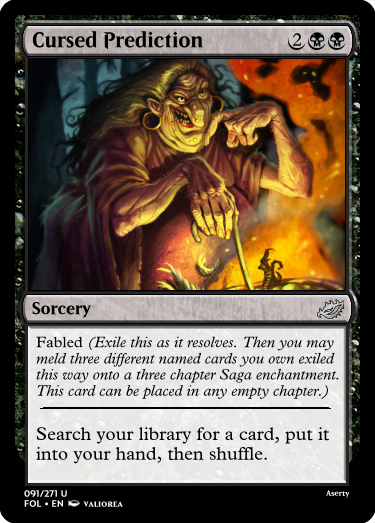 Cursed Prediction 2
Sorcery
Fabled (Exile this as it resolves. Then you may
meld three different named cards you own exiled
this way onto a three chapter Saga enchantment.
This card can be placed in any empty chapter.)
Search your library for a card, put it
into your hand, then shuffle.
091/271 U
FOL • EN VALIOREA
Aserty